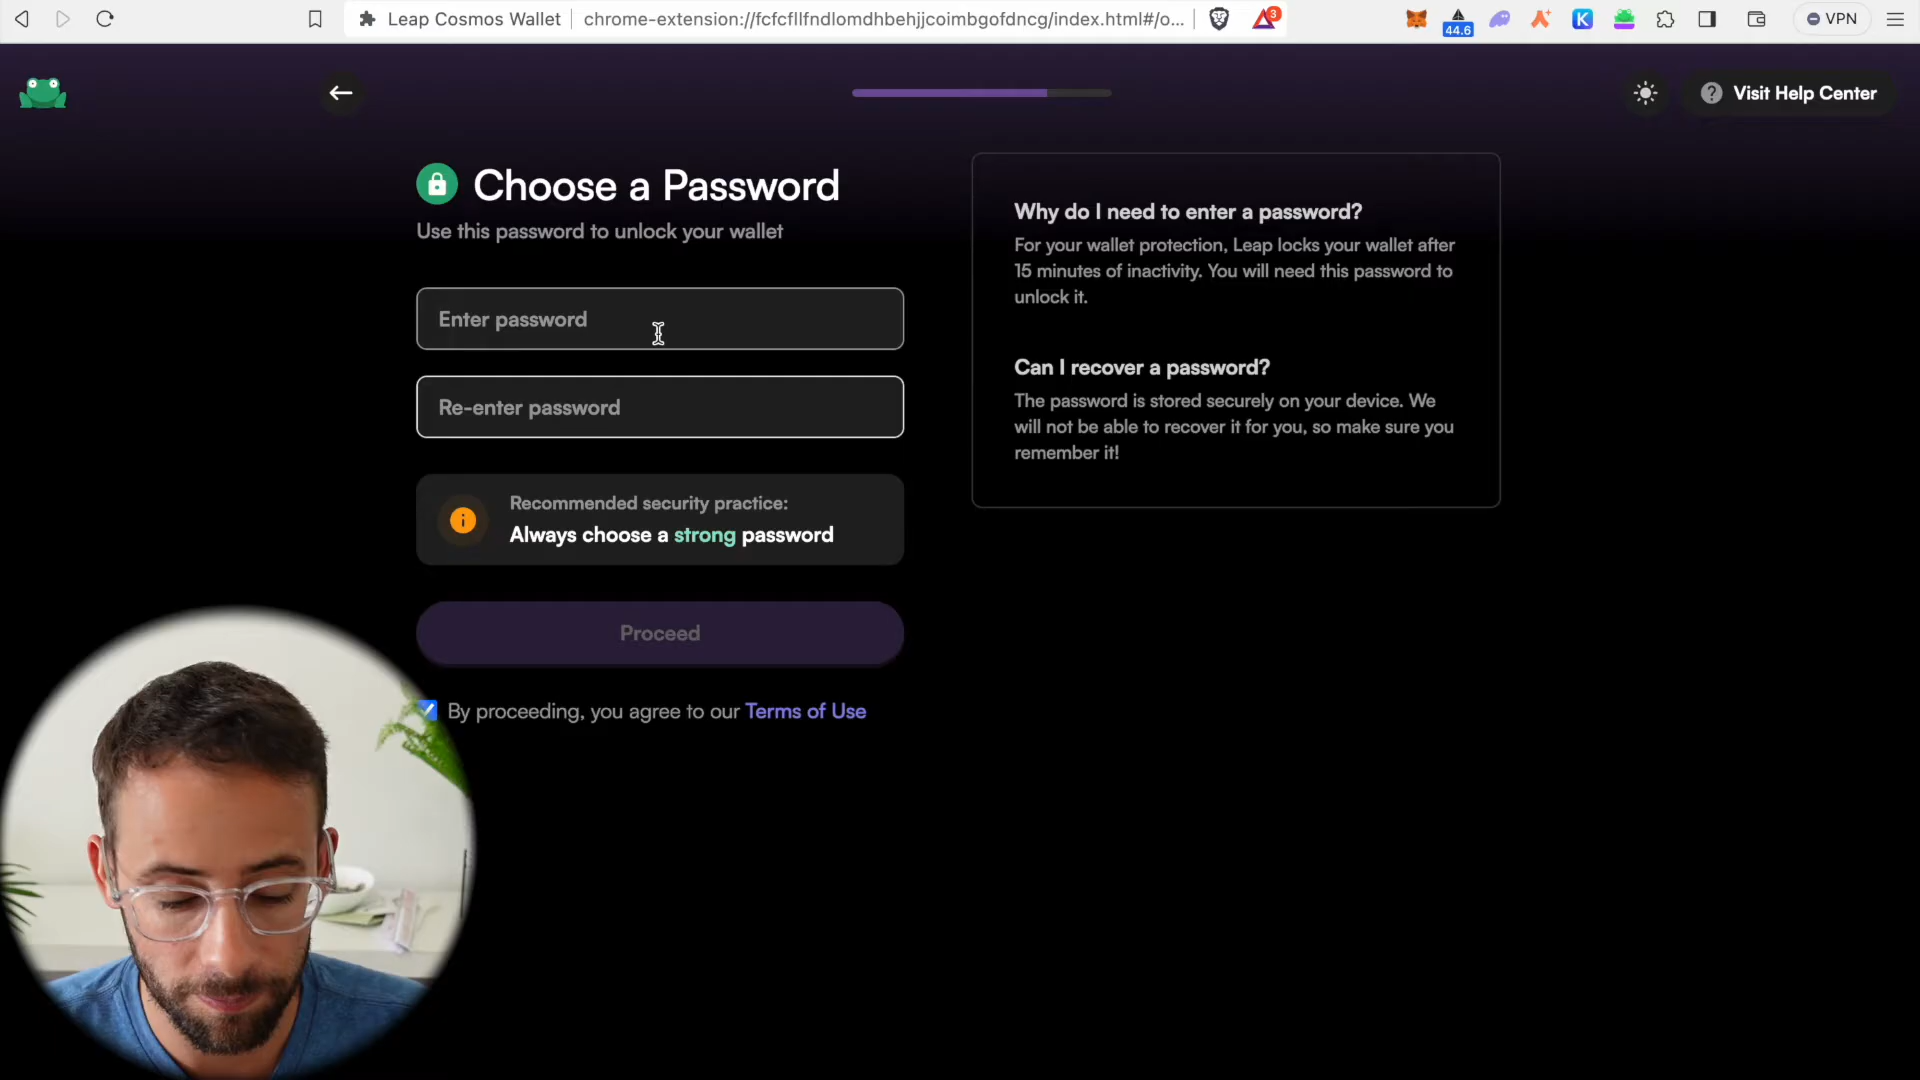 Leap Cosmos Wallet
chrome-extension://fcfcfllfndlomdhbehjjcoimbgofdncg/index.html#/o...
3
44.6
K
VPN
Visit Help Center
Choose a Password
Use this password to unlock your wallet
Enter password
Re-enter password
Recommended security practice:
Always choose a strong password
Proceed
By proceeding, you agree to our Terms of Use
Why do I need to enter a password?
For your wallet protection, Leap locks your wallet after
15 minutes of inactivity. You will need this password to
unlock it.
Can I recover a password?
The password is stored securely on your device. We
will not be able to recover it for you, so make sure you
remember it!